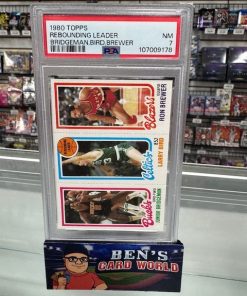 1980 TOPPS
REBOUNDING LEADER
BRIDGEMAN,BIRD,BREWER
NM
7
PSA
107009178
Blazers
RON BREWER
Celtics
LARRY BIRD
Bucks
JUNIOR BRIDGEMAN
BEN'S
CARD WORLD